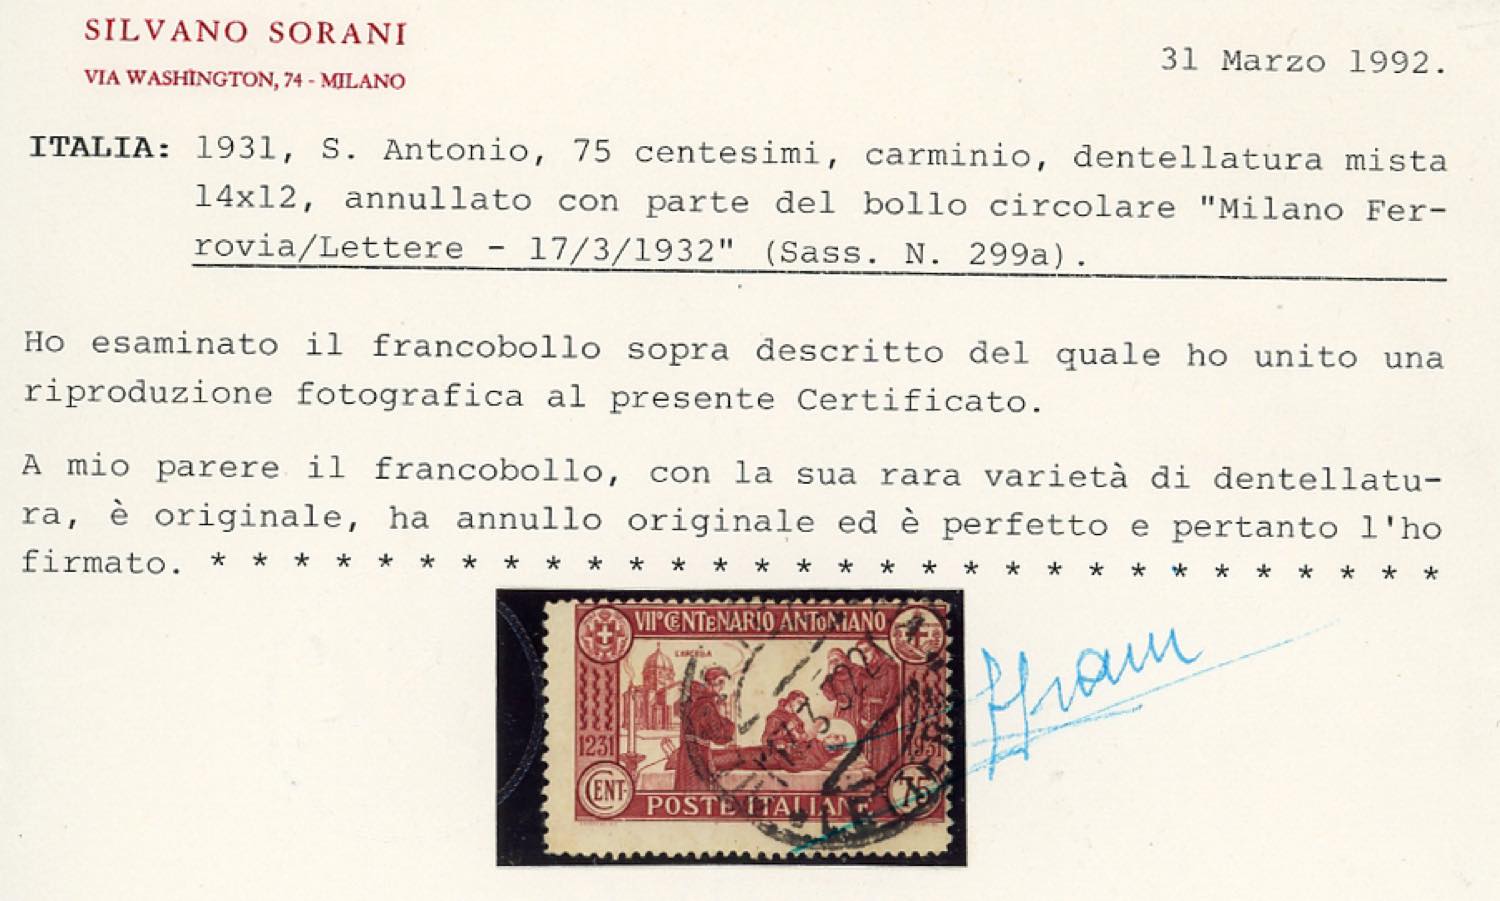 SILVANO SORANI
VIA WASHINGTON, 74 - MILANO
31 Marzo 1992.
ITALIA: 1931, S. Antonio, 75 centesimi, carminio, dentellatura mista
14x12, annullato con parte del bollo circolare "Milano Fer-
rovia/Lettere - 17/3/1932" (Sass. N. 299a).
Ho esaminato il francobollo sopra descritto del quale ho unito una
riproduzione fotografica al presente Certificato.
A mio parere il francobollo, con la sua rara varietà di dentellatu-
ra, è originale, ha annullo originale ed è perfetto e pertanto l'ho
firmato. * * * * * * * * * * * * * * * * * * * * * * * * * * * * * *
VIIº CENTENARIO ANTONIANO
L'ARCELLA
1231 1931
CENT. 75
POSTE ITALIANE